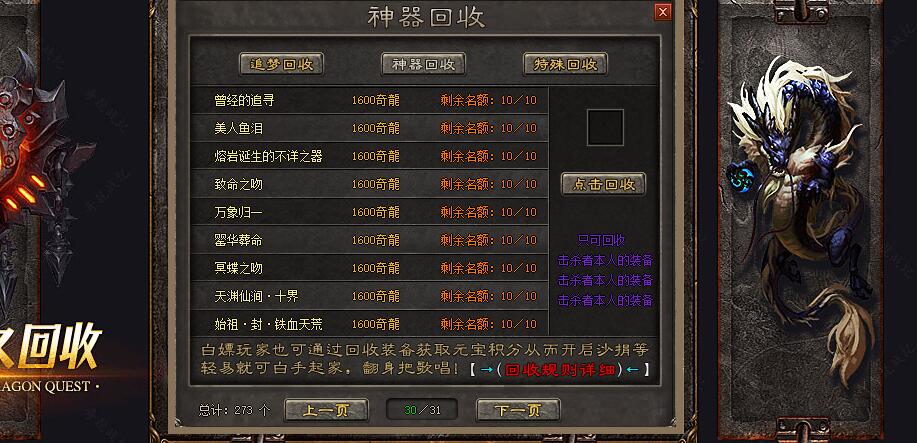 神器回收
追梦回收 神器回收 特殊回收
曾经的追寻 1600奇龍 剩余名额：10／10
美人鱼泪 1600奇龍 剩余名额：10／10
熔岩诞生的不详之器 1600奇龍 剩余名额：10／10
致命之吻 1600奇龍 剩余名额：10／10
万象归一 1600奇龍 剩余名额：10／10
罂华葬命 1600奇龍 剩余名额：10／10
冥蝶之吻 1600奇龍 剩余名额：10／10
天渊仙涧·十界 1600奇龍 剩余名额：10／10
始祖·封·铁血天荒 1600奇龍 剩余名额：10／10
点击回收
只可回收
击杀者本人的装备
击杀者本人的装备
击杀者本人的装备
白嫖玩家也可通过回收装备获取元宝积分从而开启沙捐等
轻易就可白手起家，翻身把歌唱！【→(回收规则详细)←】
总计：273 个 上一页 30／31 下一页
回收
AGON QUEST·